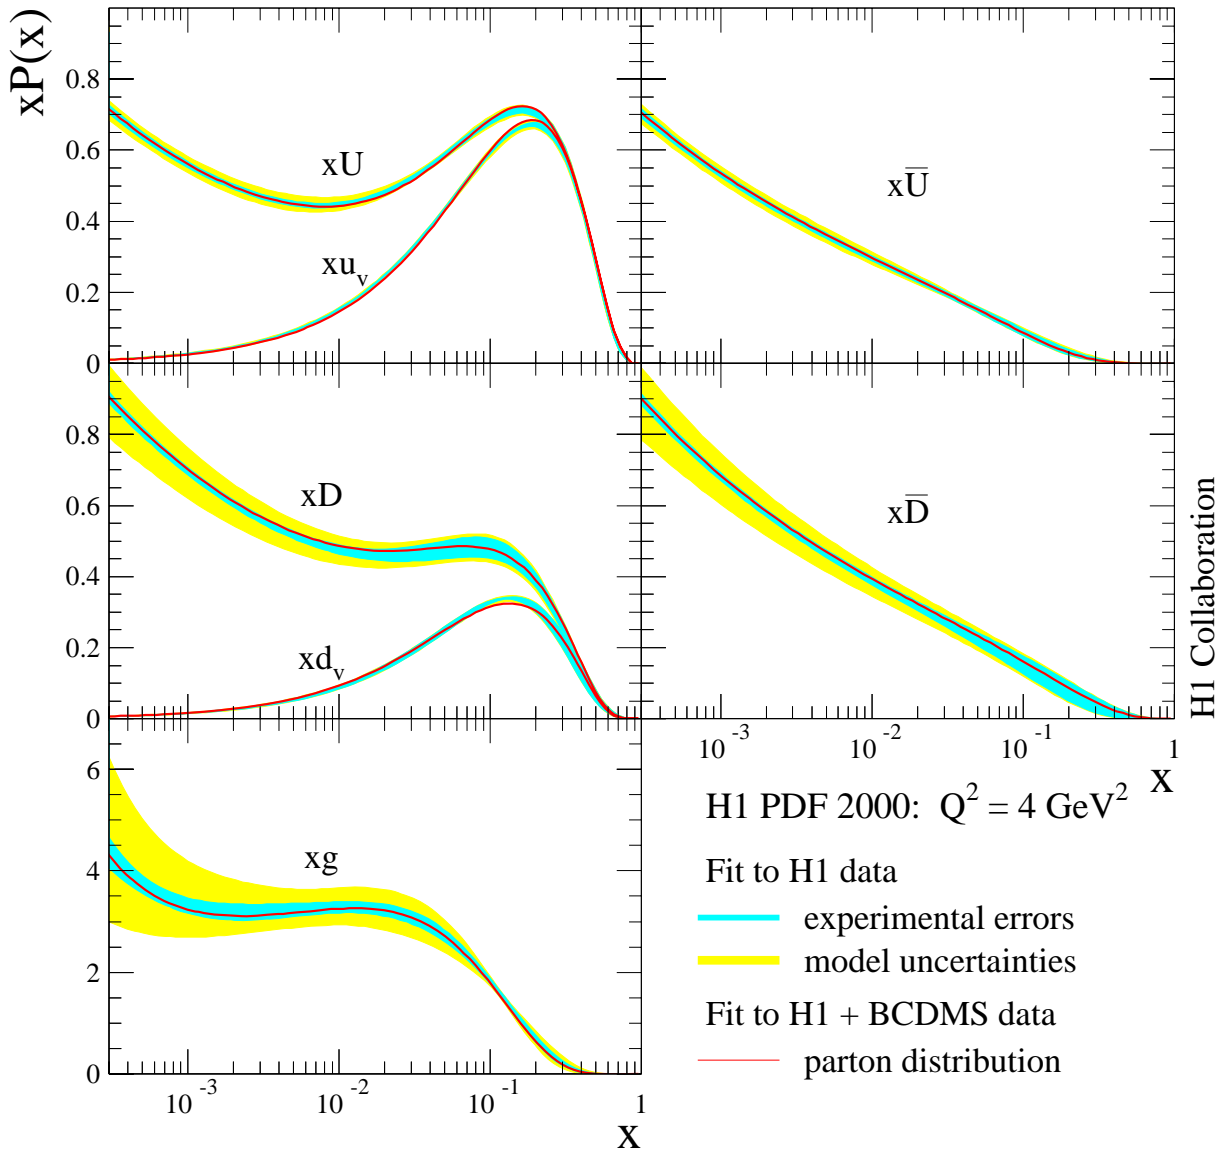 xP(x)
0.8
0.6
0.4
0.2
0
xU
xu_v
xU̅
0.8
0.6
0.4
0.2
0
xD
xd_v
xD̅
10^-3 10^-2 10^-1 1
x
6
4
2
0
xg
10^-3 10^-2 10^-1 1
x
H1 PDF 2000: Q^2 = 4 GeV^2
Fit to H1 data
experimental errors
model uncertainties
Fit to H1 + BCDMS data
parton distribution
H1 Collaboration